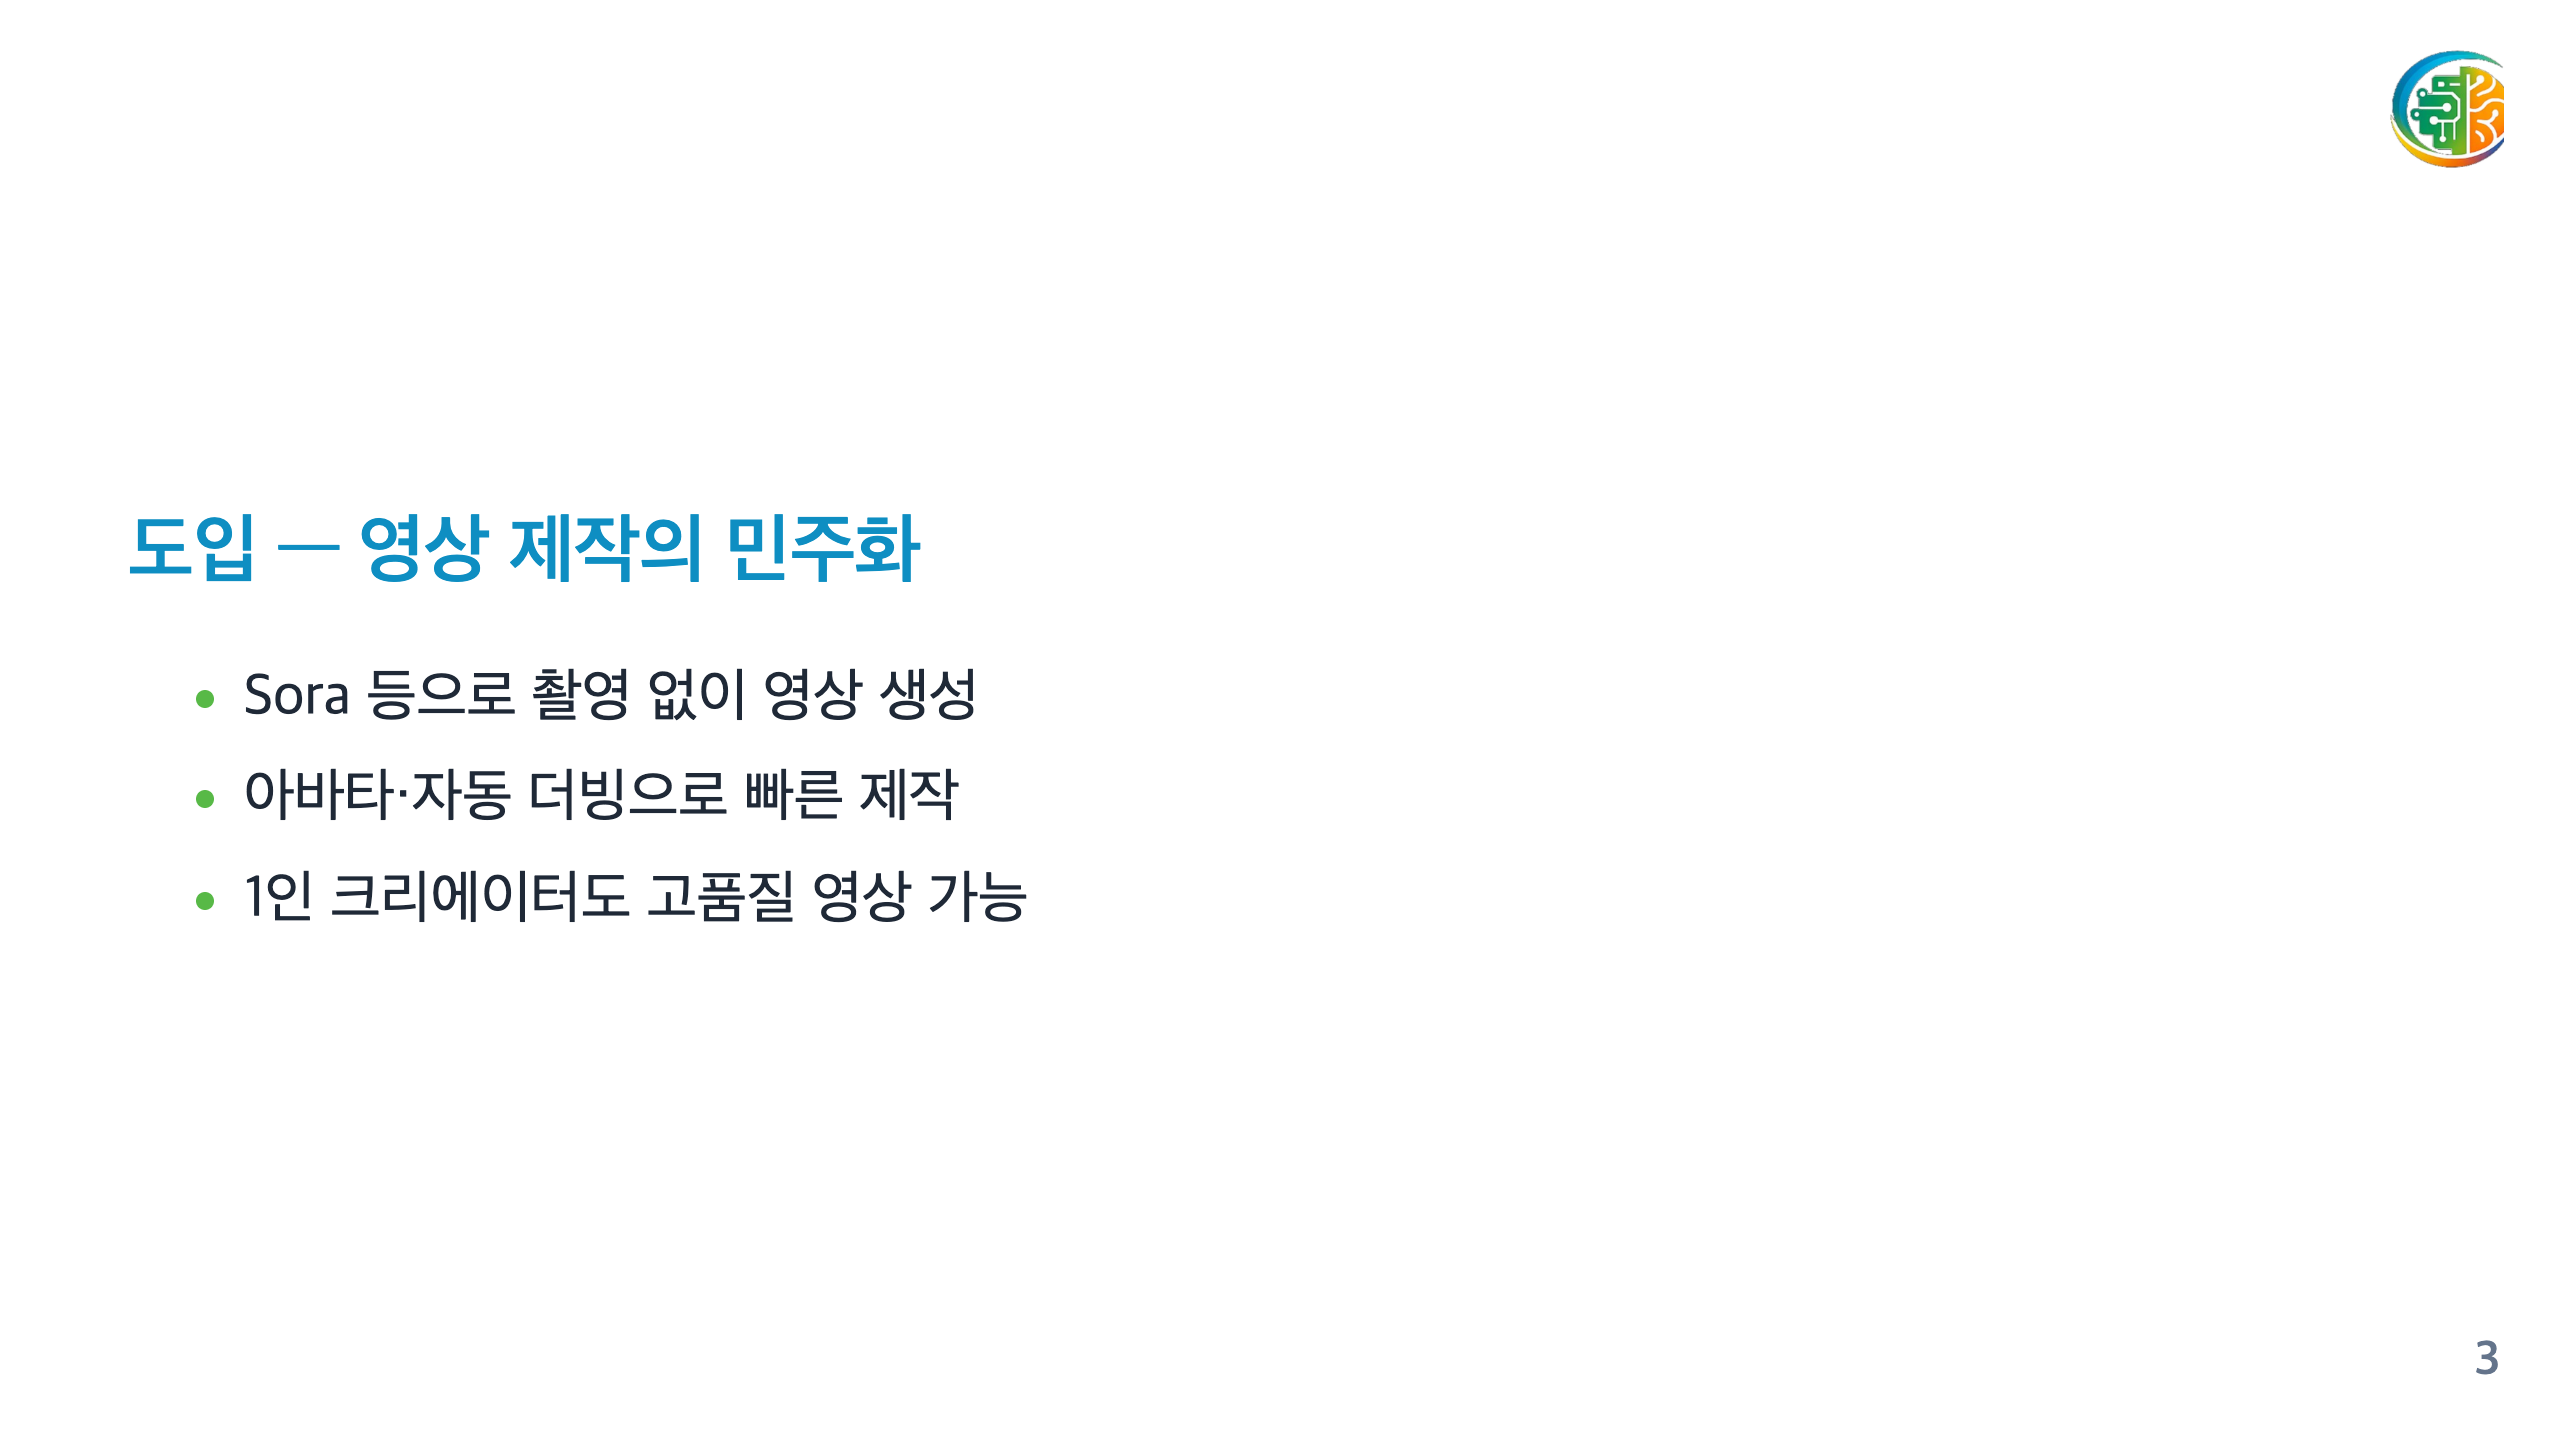 도입 — 영상 제작의 민주화
• Sora 등으로 촬영 없이 영상 생성
• 아바타·자동 더빙으로 빠른 제작
• 1인 크리에이터도 고품질 영상 가능
3